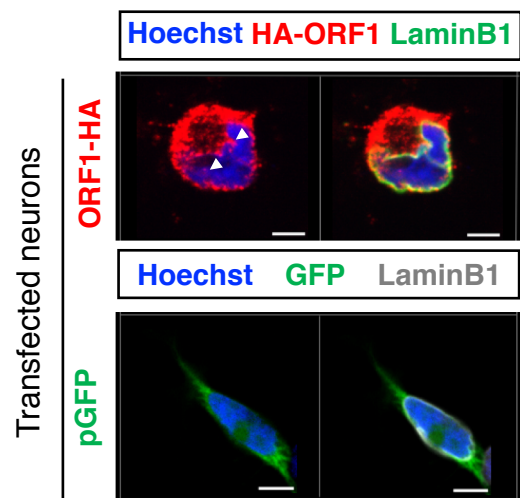 Hoechst HA-ORF1 LaminB1
Transfected neurons
ORF1-HA
Hoechst GFP LaminB1
pGFP